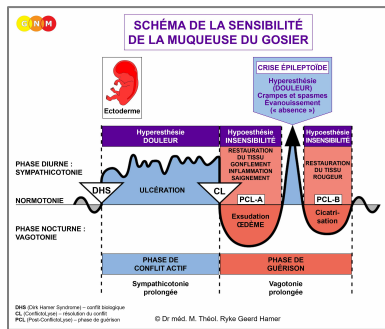 GNM
SCHÉMA DE LA SENSIBILITÉ
DE LA MUQUEUSE DU GOSIER
CRISE ÉPILEPTOÏDE
Hyperesthésie
(DOULEUR)
Crampes et spasmes
Évanouissement
(« absence »)
Ectoderme
Hyperesthésie
DOULEUR
Hypoesthésie
INSENSIBILITÉ
Hypoesthésie
INSENSIBILITÉ
RESTAURATION
DU TISSU
GONFLEMENT
INFLAMMATION
SAIGNEMENT
RESTAURATION
DU TISSU
ROUGEUR
PHASE DIURNE :
SYMPATHICOTONIE
DHS
ULCÉRATION
CL
PCL-A
PCL-B
NORMOTONIE
Exsudation
ŒDÈME
Cicatri-
sation
PHASE NOCTURNE :
VAGOTONIE
PHASE DE
CONFLIT ACTIF
PHASE DE
GUÉRISON
Sympathicotonie
prolongée
Vagotonie
prolongée
DHS (Dirk Hamer Syndrome) – conflit biologique
CL (ConflictoLyse) – résolution du conflit
PCL (Post-ConflictoLyse) – phase de guérison
© Dr méd. M. Théol. Ryke Geerd Hamer